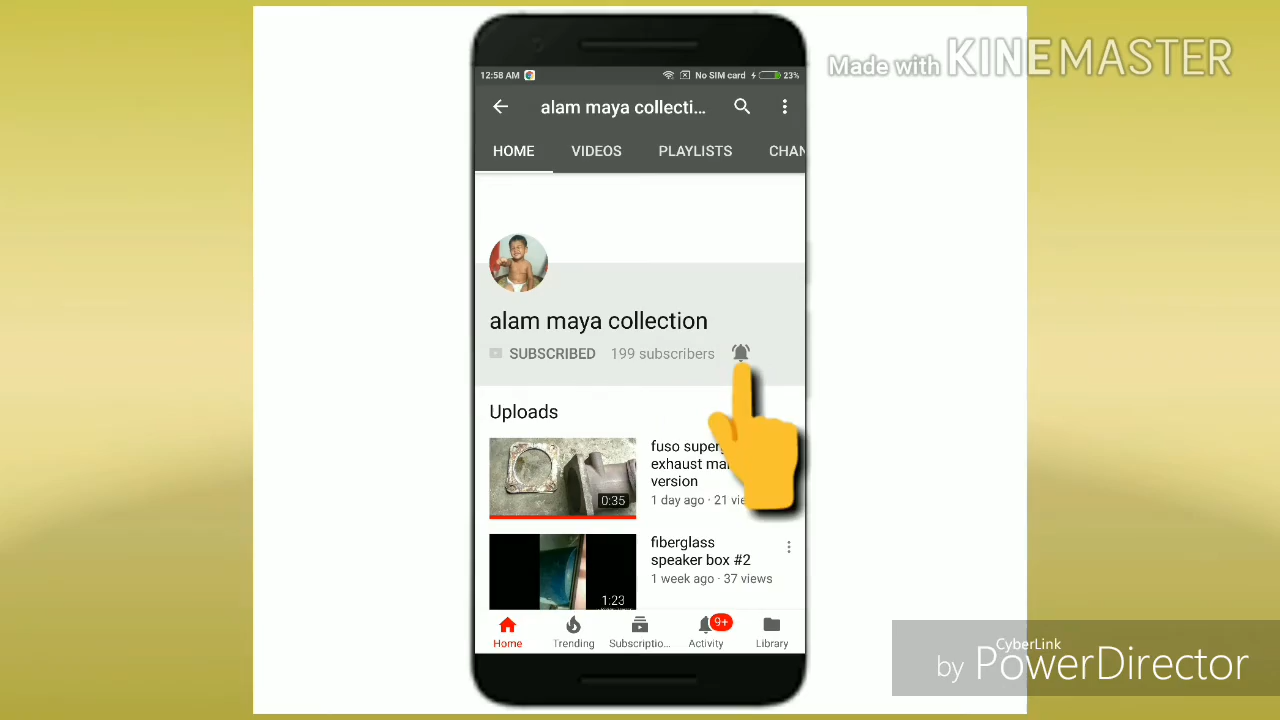 Made with KINEMASTER
12:58 AM No SIM card 23%
alam maya collecti...
HOME VIDEOS PLAYLISTS CHAN
alam maya collection
SUBSCRIBED 199 subscribers
Uploads
fuso super
exhaust
version
1 day ago · 21
0:35
fiberglass
speaker box #2
1 week ago · 37 views
1:23
9+
Home Trending Subscriptio... Activity Library
CyberLink
by PowerDirector